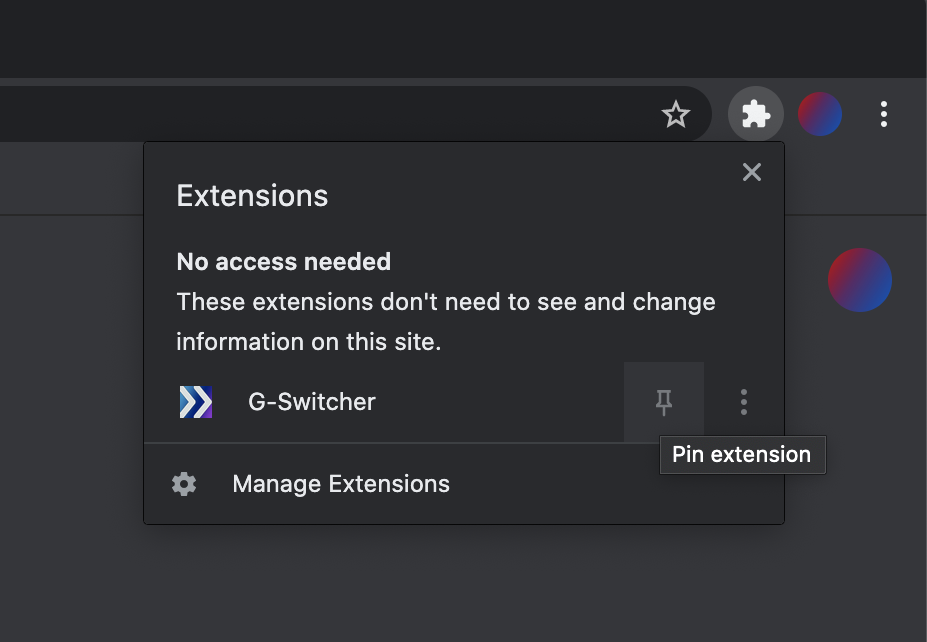 Extensions
No access needed
These extensions don't need to see and change
information on this site.
G-Switcher
Pin extension
Manage Extensions